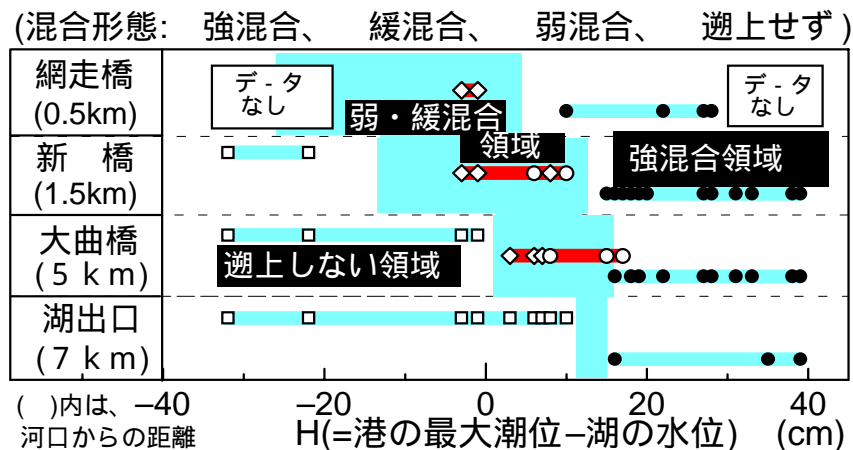 (混合形態:　強混合、　緩混合、　弱混合、　遡上せず)
網走橋
(0.5km)
デ-タ
なし
弱・緩混合
デ-タ
なし
新　橋
(1.5km)
領域
強混合領域
大曲橋
(5km)
遡上しない領域
湖出口
(7km)
–40 –20 0 20 40
(　)内は、
河口からの距離
H(=港の最大潮位–湖の水位)　(cm)